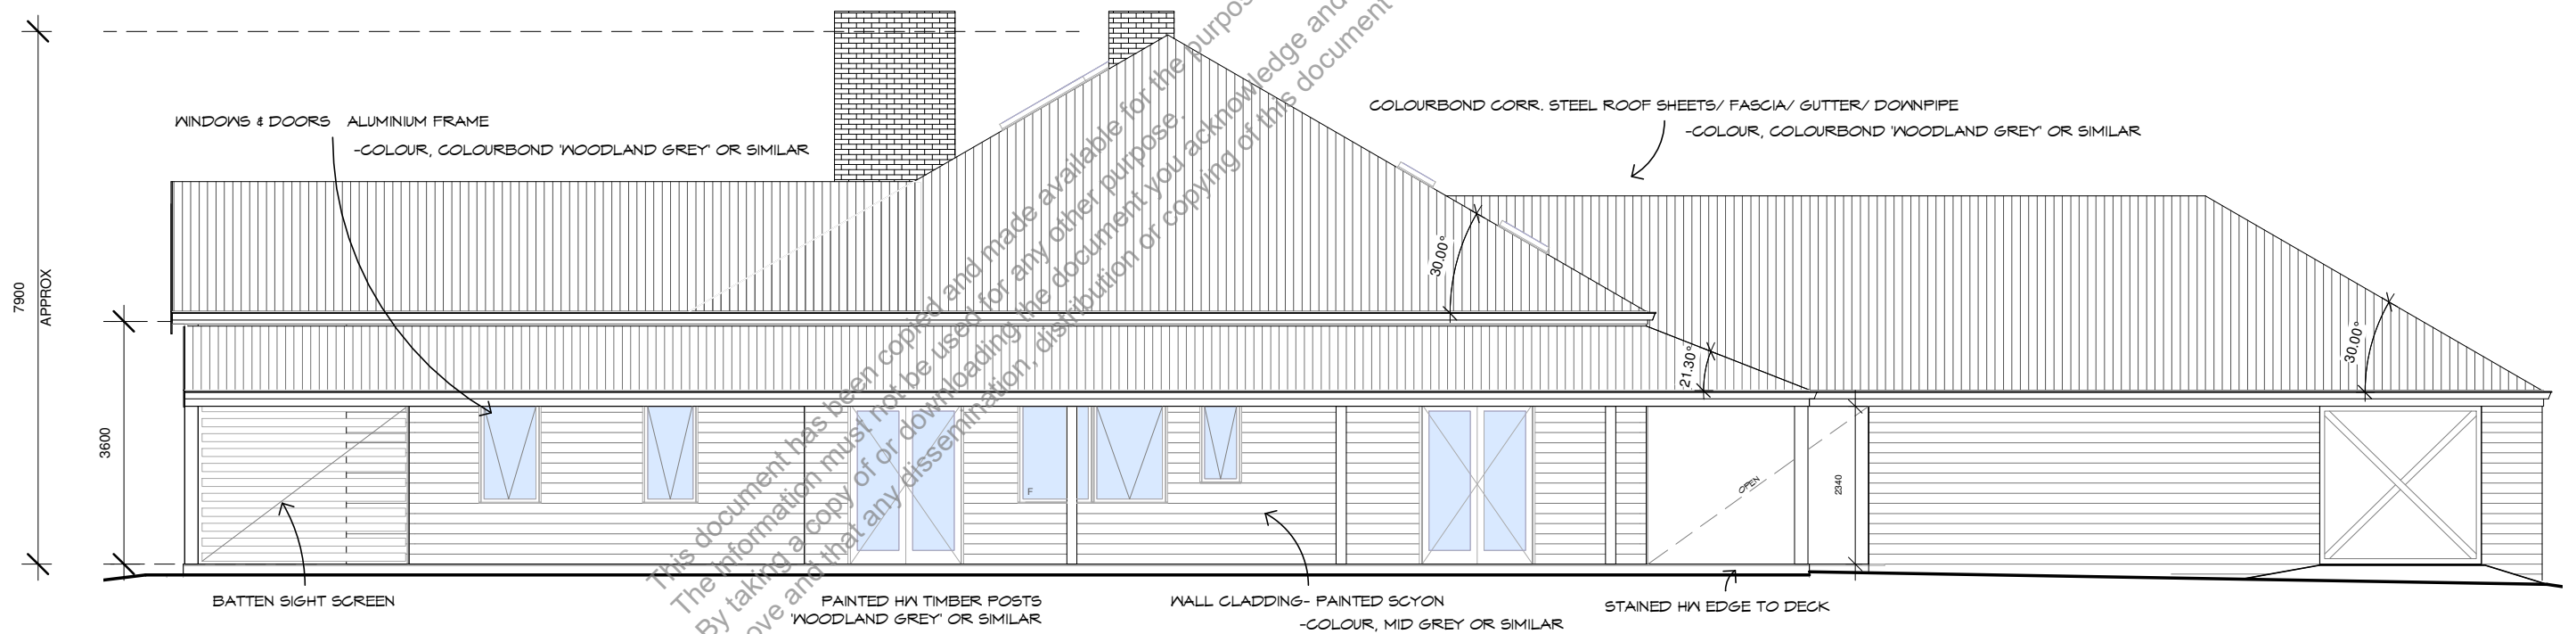 WINDOWS & DOORS ALUMINIUM FRAME
-COLOUR, COLOURBOND 'WOODLAND GREY' OR SIMILAR
COLOURBOND CORR. STEEL ROOF SHEETS/ FASCIA/ GUTTER/ DOWNPIPE
-COLOUR, COLOURBOND 'WOODLAND GREY' OR SIMILAR
7900
APPROX
3600
30.00°
21.30°
30.00°
F
OPEN
2340
BATTEN SIGHT SCREEN
PAINTED HW TIMBER POSTS
'WOODLAND GREY' OR SIMILAR
WALL CLADDING- PAINTED SCYON
-COLOUR, MID GREY OR SIMILAR
STAINED HW EDGE TO DECK
This document has been copied and made available for the purpos
The information must not be used for any other purpose.
By taking a copy of or downloading the document you acknowledge and
ove and that any dissemination, distribution or copying of this document